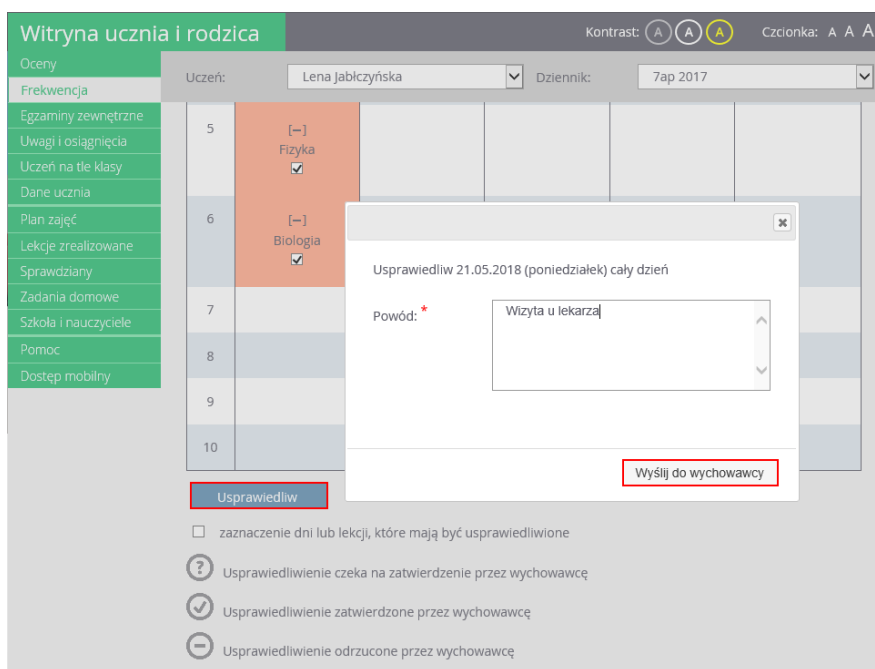 Witryna ucznia i rodzica
Kontrast: A A A Czcionka: A A A
Oceny
Frekwencja
Egzaminy zewnętrzne
Uwagi i osiągnięcia
Uczeń na tle klasy
Dane ucznia
Plan zajęć
Lekcje zrealizowane
Sprawdziany
Zadania domowe
Szkoła i nauczyciele
Pomoc
Dostęp mobilny
Uczeń: Lena Jabłczyńska Dziennik: 7ap 2017
5 [−]
Fizyka
6 [−]
Biologia
7
8
9
10
Usprawiedliw 21.05.2018 (poniedziałek) cały dzień
Powód: * Wizyta u lekarza
Wyślij do wychowawcy
Usprawiedliw
zaznaczenie dni lub lekcji, które mają być usprawiedliwione
? Usprawiedliwienie czeka na zatwierdzenie przez wychowawcę
Usprawiedliwienie zatwierdzone przez wychowawcę
Usprawiedliwienie odrzucone przez wychowawcę